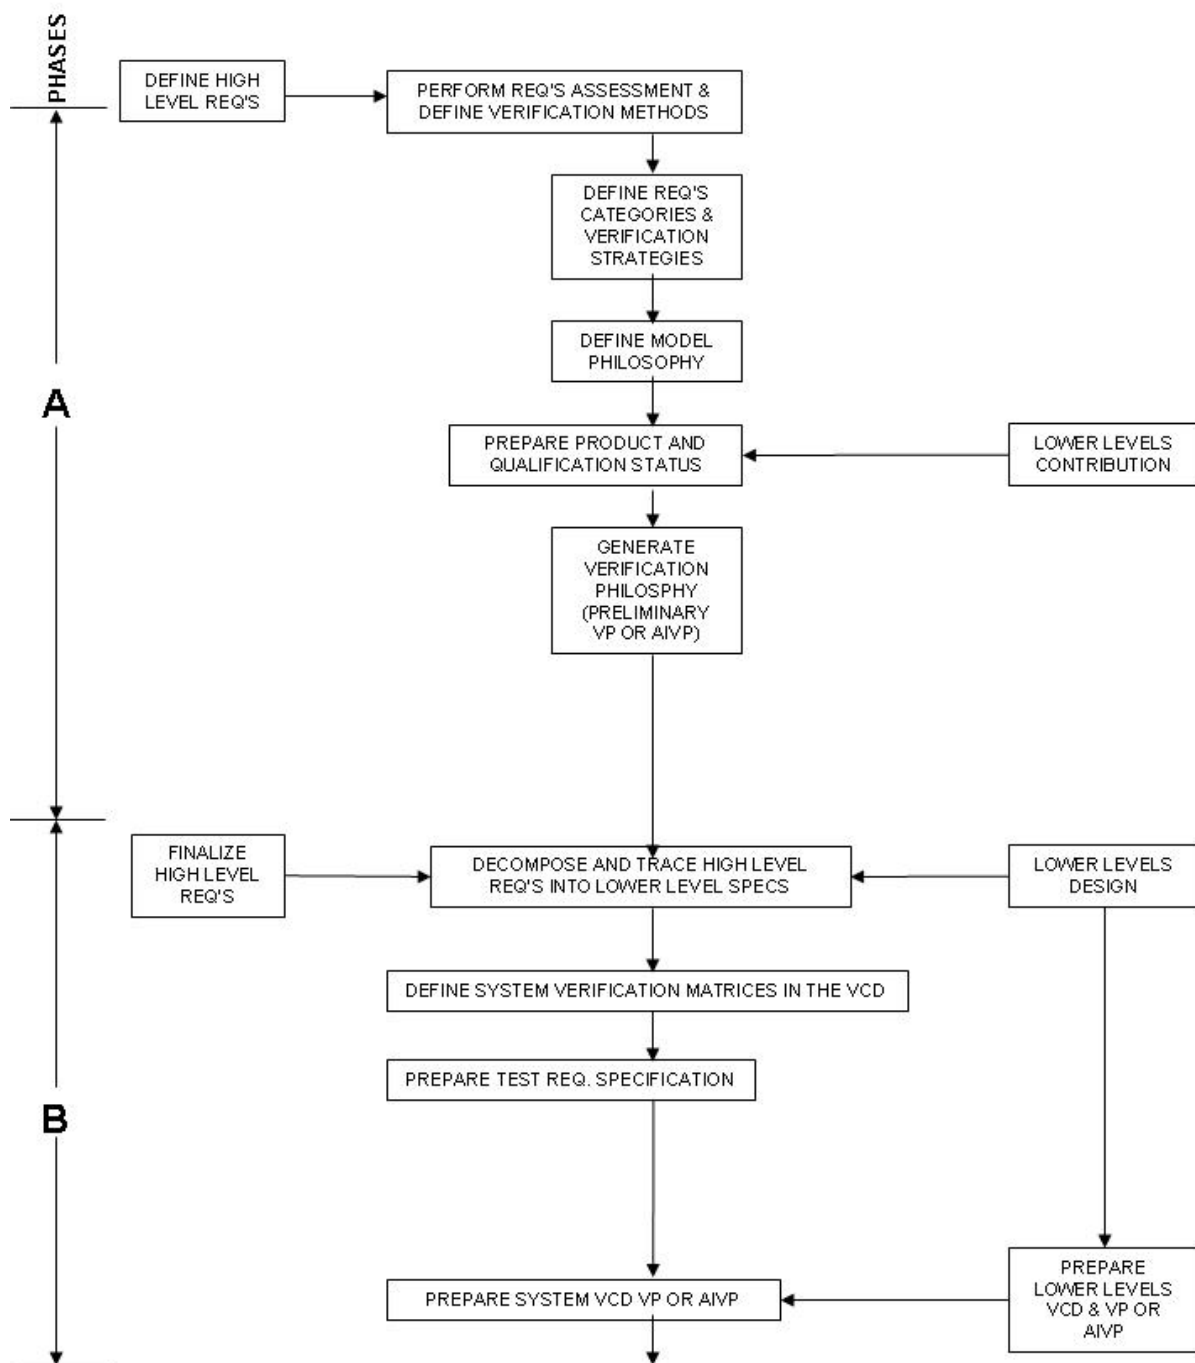 PHASES
DEFINE HIGH
LEVEL REQ'S
PERFORM REQ'S ASSESSMENT &
DEFINE VERIFICATION METHODS
DEFINE REQ'S
CATEGORIES &
VERIFICATION
STRATEGIES
DEFINE MODEL
PHILOSOPHY
A
PREPARE PRODUCT AND
QUALIFICATION STATUS
LOWER LEVELS
CONTRIBUTION
GENERATE
VERIFICATION
PHILOSPHY
(PRELIMINARY
VP OR AIVP)
FINALIZE
HIGH LEVEL
REQ'S
DECOMPOSE AND TRACE HIGH LEVEL
REQ'S INTO LOWER LEVEL SPECS
LOWER LEVELS
DESIGN
DEFINE SYSTEM VERIFICATION MATRICES IN THE VCD
PREPARE TEST REQ. SPECIFICATION
B
PREPARE SYSTEM VCD VP OR AIVP
PREPARE
LOWER LEVELS
VCD & VP OR
AIVP